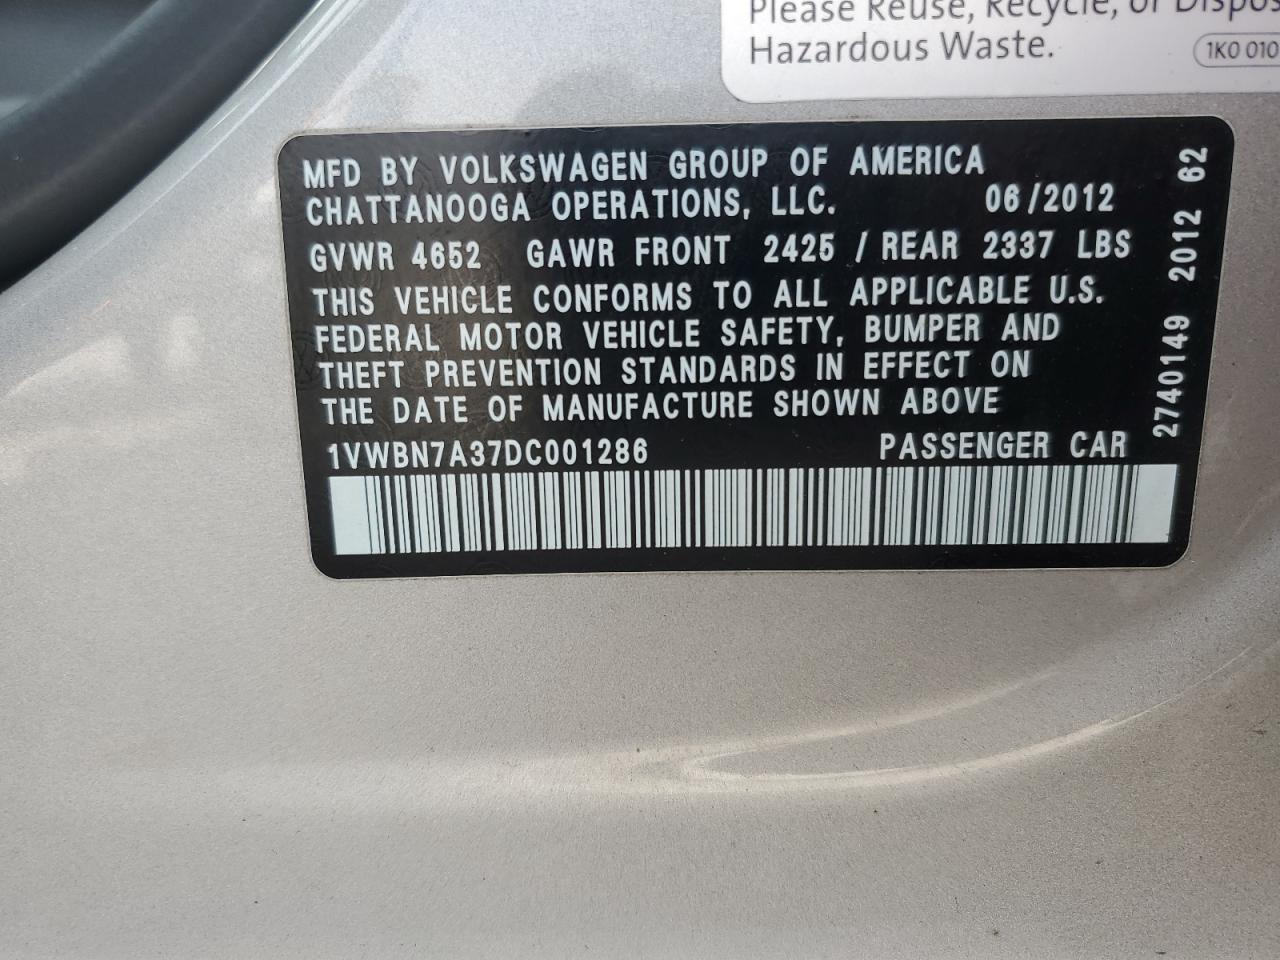 Please Reuse, Recycle, or
Hazardous Waste.
1K0 010
MFD BY VOLKSWAGEN GROUP OF AMERICA
CHATTANOOGA OPERATIONS, LLC. 06/2012
GVWR 4652 GAWR FRONT 2425 / REAR 2337 LBS
THIS VEHICLE CONFORMS TO ALL APPLICABLE U.S.
FEDERAL MOTOR VEHICLE SAFETY, BUMPER AND
THEFT PREVENTION STANDARDS IN EFFECT ON
THE DATE OF MANUFACTURE SHOWN ABOVE
1VWBN7A37DC001286 PASSENGER CAR
2740149 2012 62